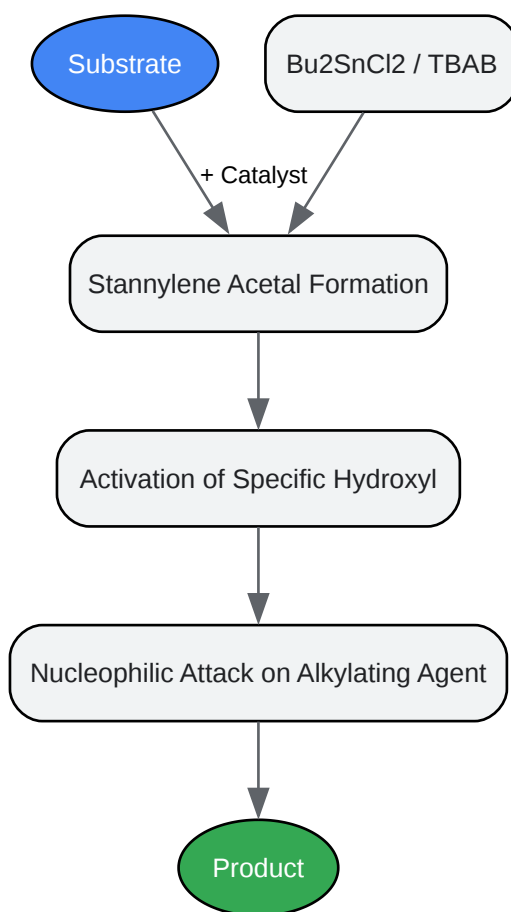 Substrate
Bu2SnCl2 / TBAB
+ Catalyst
Stannylene Acetal Formation
Activation of Specific Hydroxyl
Nucleophilic Attack on Alkylating Agent
Product